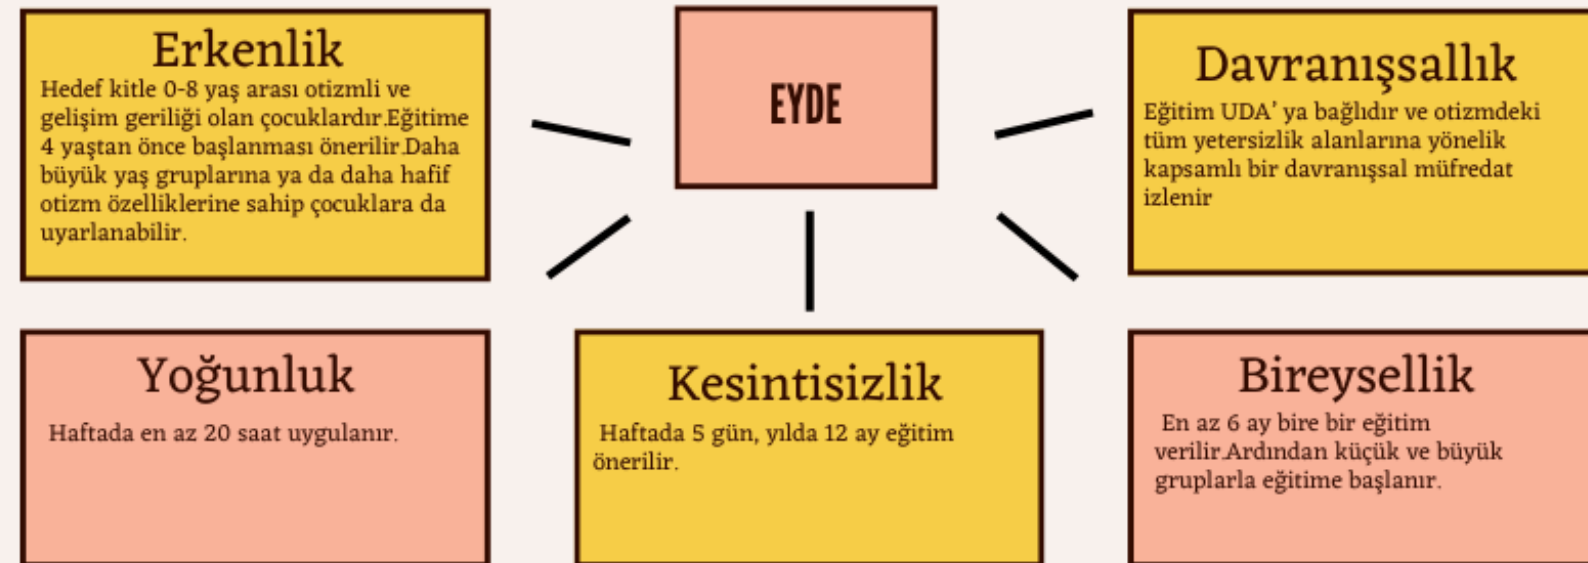 Erkenlik
Hedef kitle 0-8 yaş arası otizmli ve
gelişim geriliği olan çocuklardır.Eğitime
4 yaştan önce başlanması önerilir.Daha
büyük yaş gruplarına ya da daha hafif
otizm özelliklerine sahip çocuklara da
uyarlanabilir.
EYDE
Davranışsallık
Eğitim UDA’ ya bağlıdır ve otizmdeki
tüm yetersizlik alanlarına yönelik
kapsamlı bir davranışsal müfredat
izlenir
Yoğunluk
Haftada en az 20 saat uygulanır.
Kesintisizlik
Haftada 5 gün, yılda 12 ay eğitim
önerilir.
Bireysellik
En az 6 ay bire bir eğitim
verilir.Ardından küçük ve büyük
gruplarla eğitime başlanır.